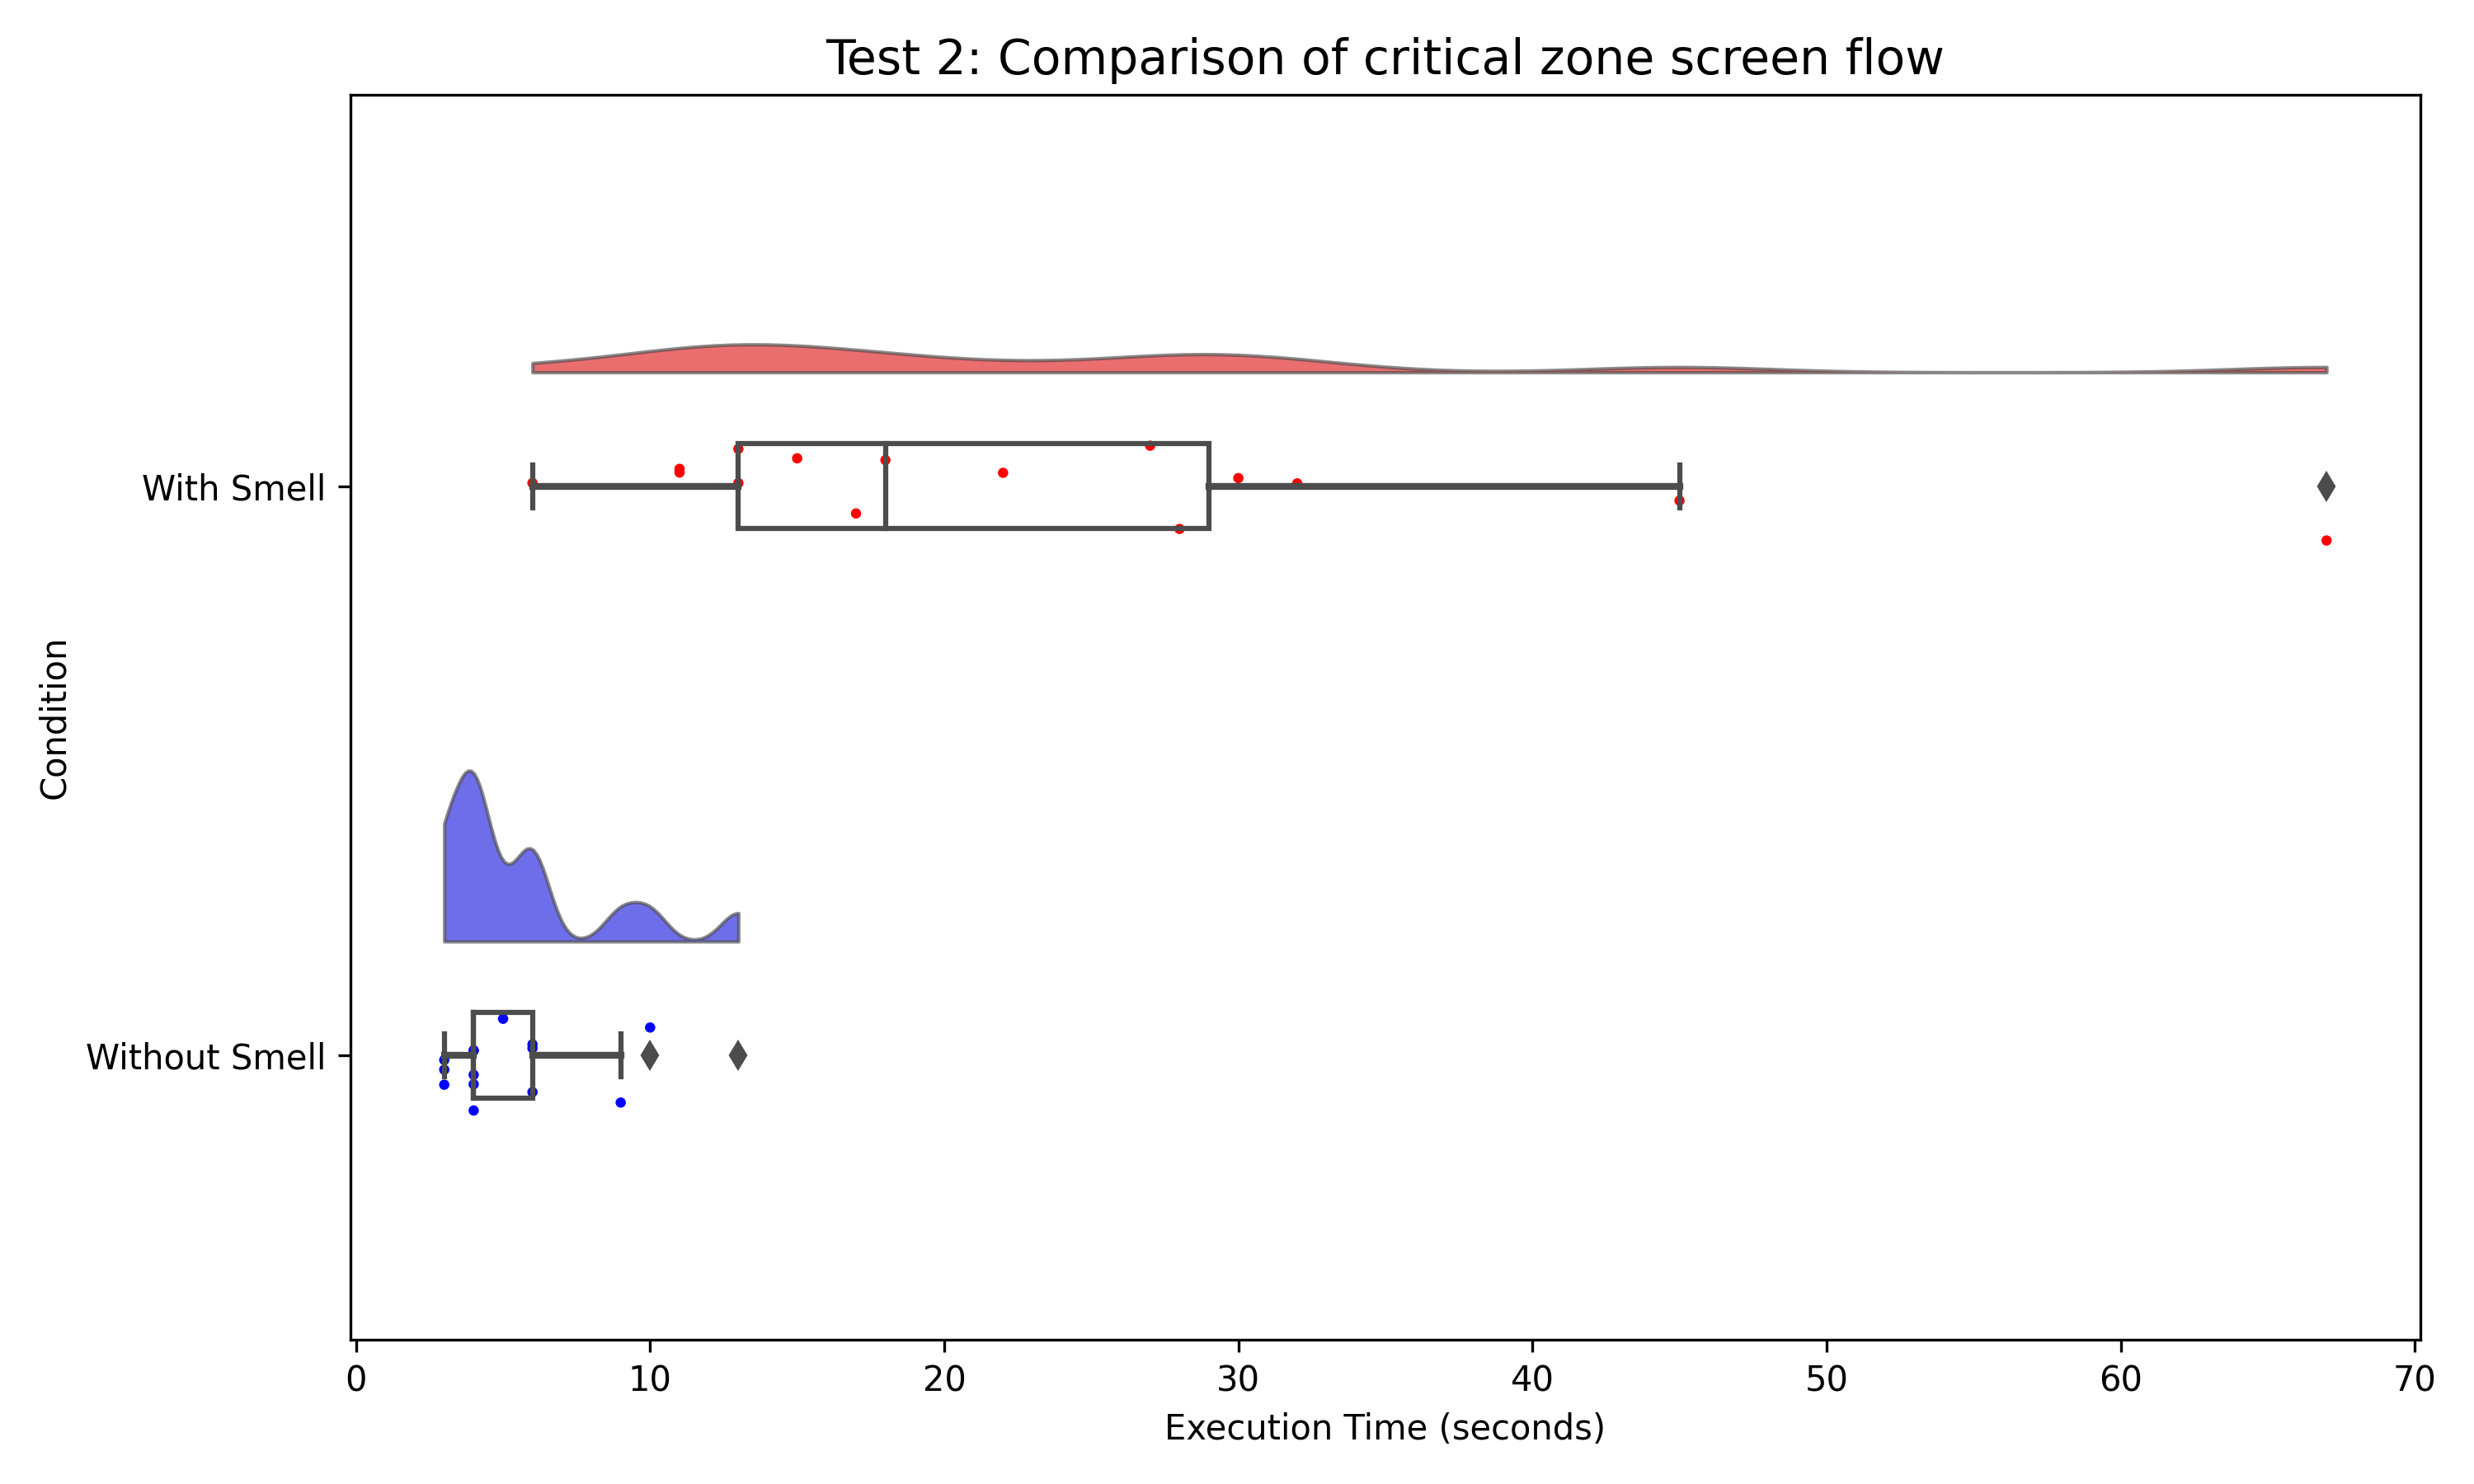 Test 2: Comparison of critical zone screen flow
With Smell
Condition
Without Smell
0 10 20 30 40 50 60 70
Execution Time (seconds)